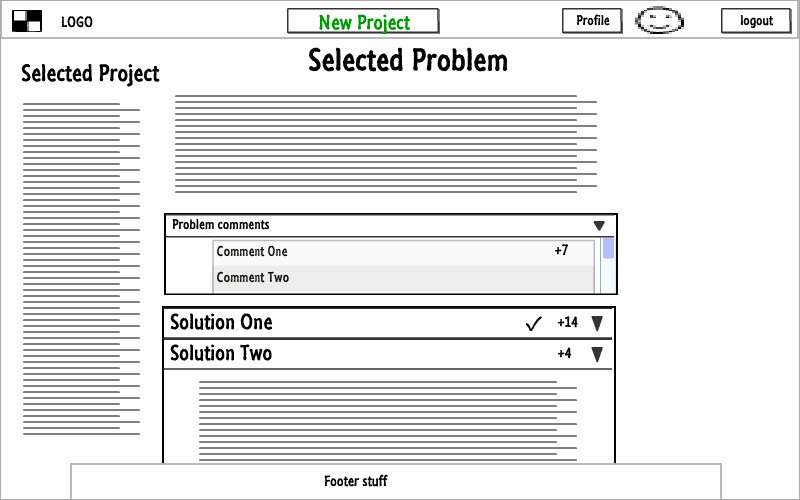 LOGO
New Project
Profile
logout
Selected Problem
Selected Project
Problem comments
Comment One +7
Comment Two
Solution One +14
Solution Two +4
Footer stuff